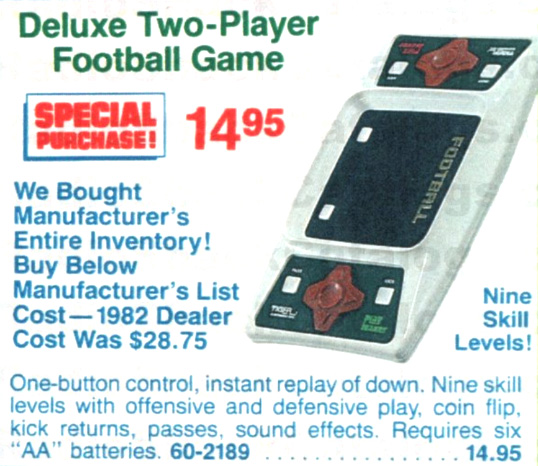 Deluxe Two-Player
Football Game
SPECIAL
PURCHASE!
14 95
We Bought
Manufacturer's
Entire Inventory!
Buy Below
Manufacturer's List
Cost—1982 Dealer
Cost Was $28.75
FOOTBALL
TIGER
PLAY
MAKER
Nine
Skill
Levels!
One-button control, instant replay of down. Nine skill
levels with offensive and defensive play, coin flip,
kick returns, passes, sound effects. Requires six
"AA" batteries. 60-2189 . . . . . . . . . . . . . . . . 14.95